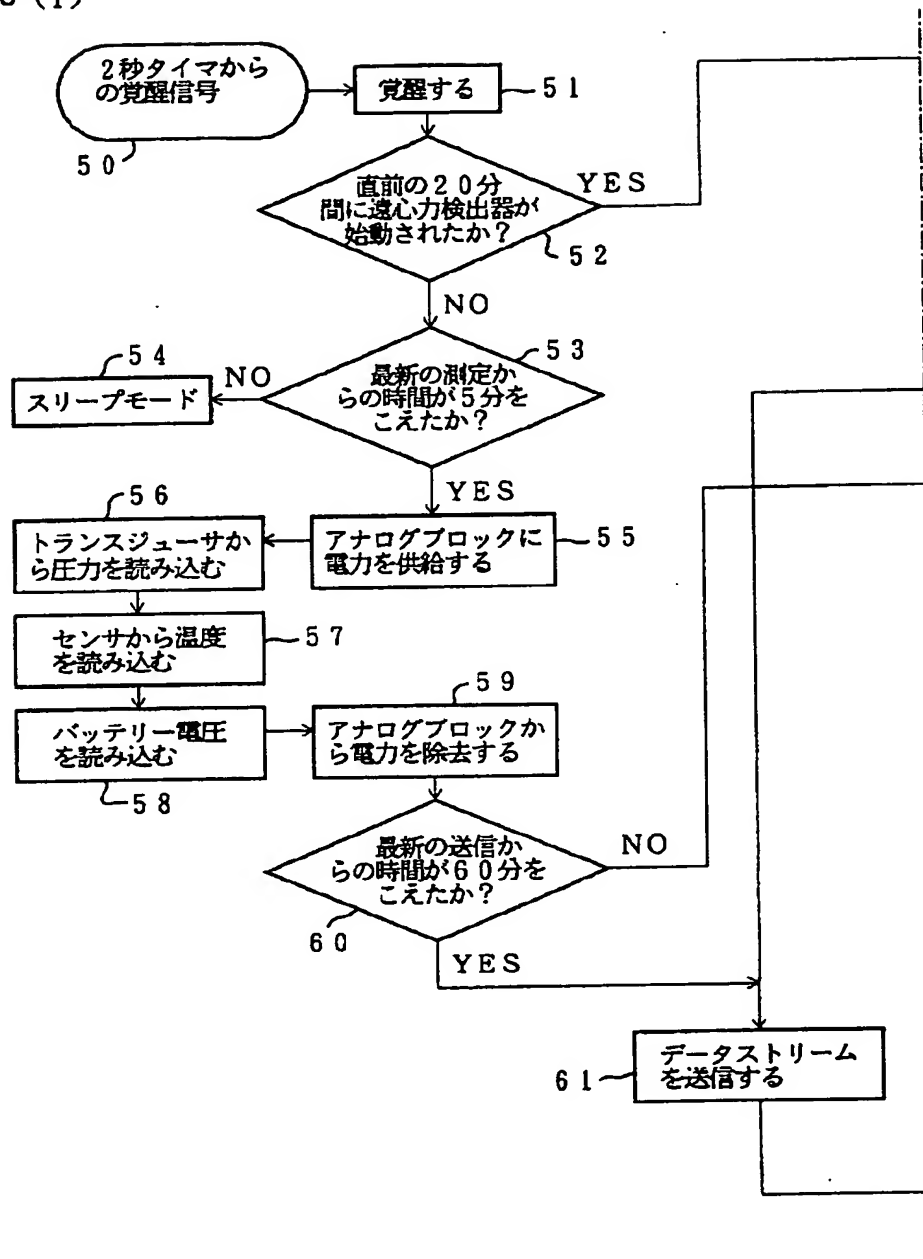 2秒タイマから
の覚醒信号
50
覚醒する
51
直前の20分
間に遠心力検出器が
始動されたか?
52
YES
NO
最新の測定か
らの時間が5分を
こえたか?
53
NO
54
スリープモード
YES
アナログブロックに
電力を供給する
55
56
トランスジューサか
ら圧力を読み込む
センサから温度
を読み込む
57
バッテリー電圧
を読み込む
58
59
アナログブロックか
ら電力を除去する
最新の送信か
らの時間が60分を
こえたか?
60
NO
YES
データストリーム
を送信する
61